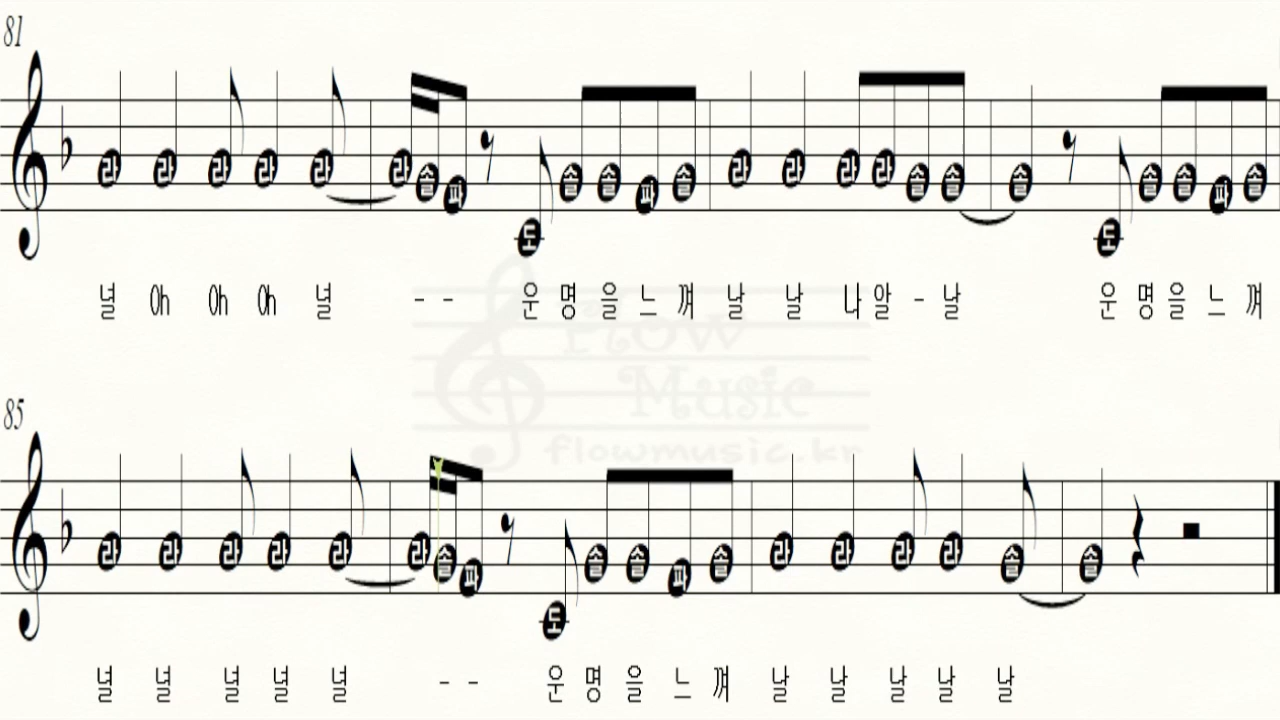 81
라 라 라 라 라 라 솔 파 도 솔 솔 파 솔 라 라 라 라 솔 솔 솔 도 솔 솔 파 솔
널 Oh Oh Oh 널 - - 운 명 을 느 껴 날 날 나 알 - 날 운 명 을 느 껴
Flow
Music
flowmusic.kr
85
라 라 라 라 라 라 솔 파 도 솔 솔 파 솔 라 라 라 라 솔 솔
널 널 널 널 널 - - 운 명 을 느 껴 날 날 날 날 날